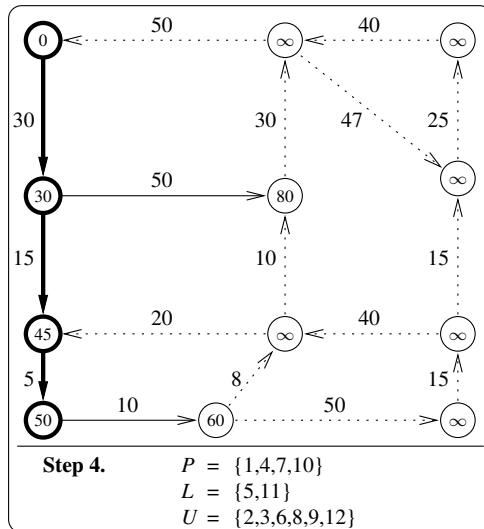 50 40
0 ∞ ∞
30 30 47 25
50 ∞
30 80
15 10 15
20 40
45 ∞ ∞
5 8 15
10 50
50 60 ∞
Step 4. P = {1,4,7,10}
L = {5,11}
U = {2,3,6,8,9,12}